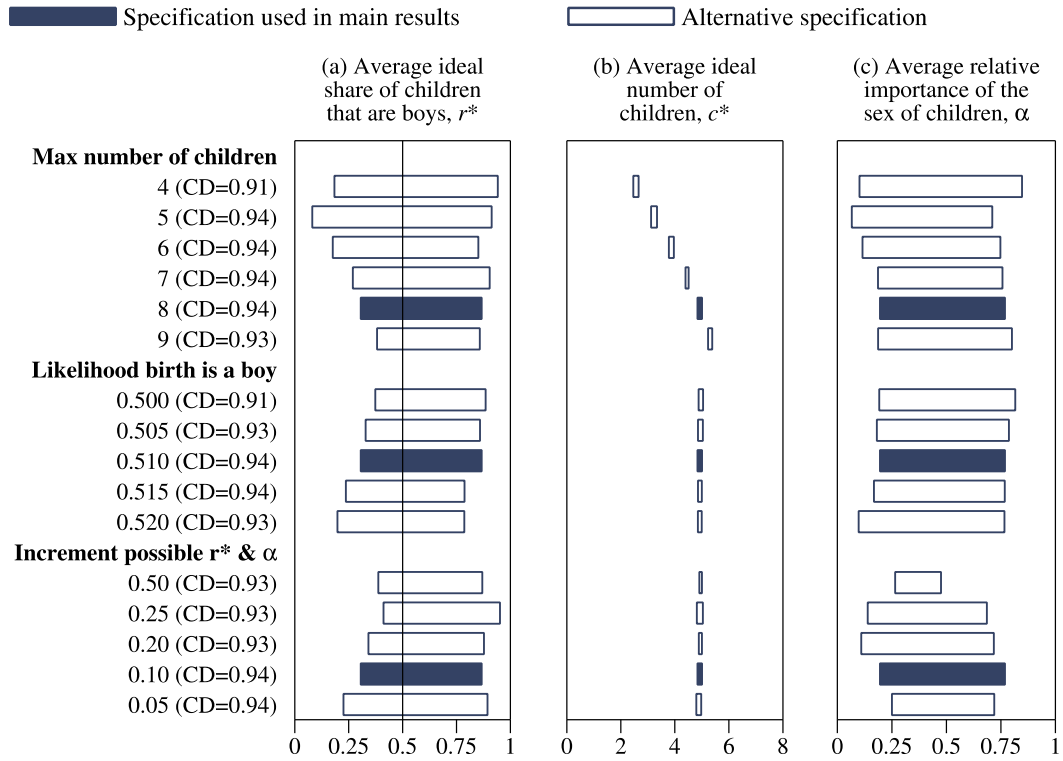 Specification used in main results
Alternative specification
(a) Average ideal
share of children
that are boys, r*
(b) Average ideal
number of
children, c*
(c) Average relative
importance of the
sex of children, α
Max number of children
4 (CD=0.91)
5 (CD=0.94)
6 (CD=0.94)
7 (CD=0.94)
8 (CD=0.94)
9 (CD=0.93)
Likelihood birth is a boy
0.500 (CD=0.91)
0.505 (CD=0.93)
0.510 (CD=0.94)
0.515 (CD=0.94)
0.520 (CD=0.93)
Increment possible r* & α
0.50 (CD=0.93)
0.25 (CD=0.93)
0.20 (CD=0.93)
0.10 (CD=0.94)
0.05 (CD=0.94)
0 0.25 0.5 0.75 1
0 2 4 6 8
0 0.25 0.5 0.75 1